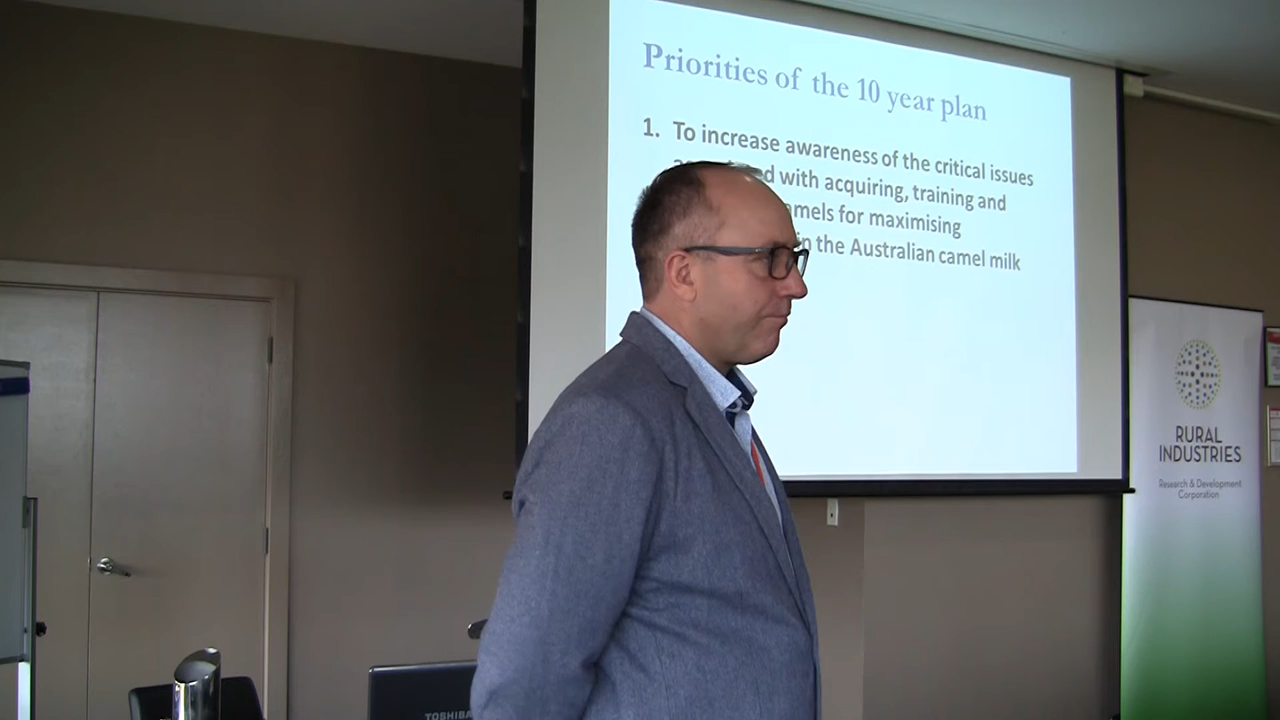 Priorities of the 10 year plan
1. To increase awareness of the critical issues
with acquiring, training and
for maximising
in the Australian camel milk
RURAL
INDUSTRIES
Research & Development
Corporation
TOSHIBA